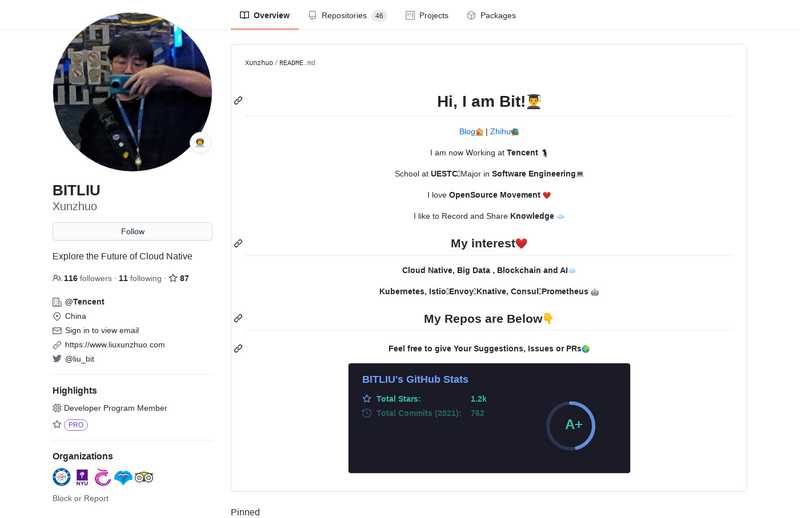 Overview
Repositories 46
Projects
Packages
BITLIU
Xunzhuo
Follow
Explore the Future of Cloud Native
116 followers · 11 following · 87
@Tencent
China
Sign in to view email
https://www.liuxunzhuo.com
@liu_bit
Highlights
Developer Program Member
PRO
Organizations
NYU
Block or Report
Xunzhuo / README.md
Hi, I am Bit!👨‍🎓
Blog🏠 | Zhihu📚
I am now Working at Tencent 🐧
School at UESTC Major in Software Engineering💻
I love OpenSource Movement ❤️
I like to Record and Share Knowledge ☁️
My interest❤️
Cloud Native, Big Data , Blockchain and AI☁️
Kubernetes, Istio Envoy Knative, Consul Prometheus 🤖
My Repos are Below👇
Feel free to give Your Suggestions, Issues or PRs🌍
BITLIU's GitHub Stats
Total Stars: 1.2k
Total Commits (2021): 762
A+
Pinned